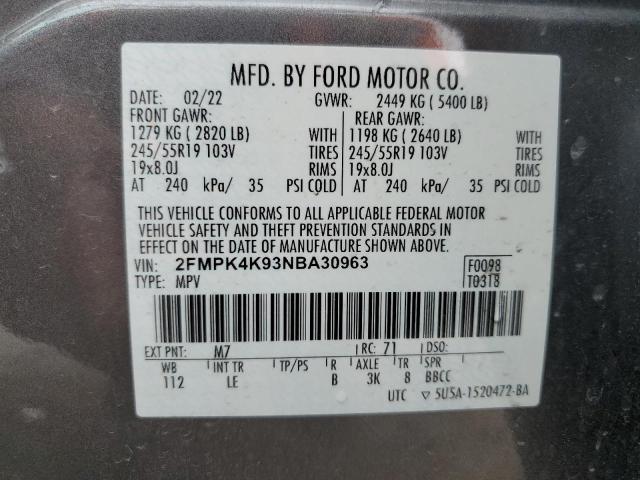 MFD. BY FORD MOTOR CO.
DATE: 02/22 GVWR: 2449 KG ( 5400 LB)
FRONT GAWR: REAR GAWR:
1279 KG ( 2820 LB) WITH 1198 KG ( 2640 LB) WITH
245/55R19 103V TIRES 245/55R19 103V TIRES
19x8.0J RIMS 19x8.0J RIMS
AT 240 kPa/ 35 PSI COLD AT 240 kPa/ 35 PSI COLD
THIS VEHICLE CONFORMS TO ALL APPLICABLE FEDERAL MOTOR
VEHICLE SAFETY AND THEFT PREVENTION STANDARDS IN
EFFECT ON THE DATE OF MANUFACTURE SHOWN ABOVE.
VIN: 2FMPK4K93NBA30963 F0098
TYPE: MPV T0318
EXT PNT: M7 RC: 71 DSO:
WB INT TR TP/PS R AXLE TR SPR
112 LE B 3K 8 BBCC
UTC ▽ 5U5A-1520472-BA